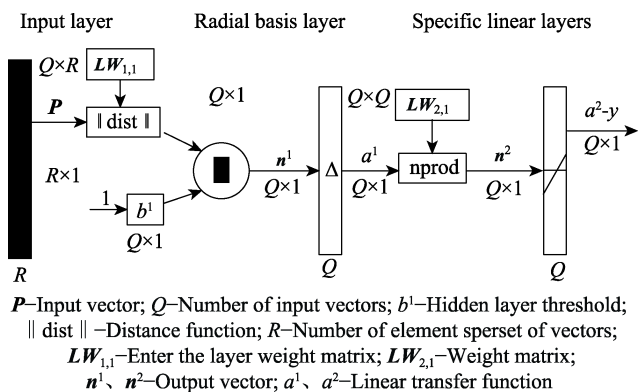 Input layer
Radial basis layer
Specific linear layers
Q×R
LW1,1
P
‖dist‖
R×1
1
b¹
Q×1
Q×1
n¹
Q×1
Δ
a¹
Q×1
Q×Q
LW2,1
nprod
n²
Q×1
a²-y
Q×1
R
Q
Q
P–Input vector; Q–Number of input vectors; b¹–Hidden layer threshold;
‖dist‖–Distance function; R–Number of element sperset of vectors;
LW1,1–Enter the layer weight matrix; LW2,1–Weight matrix;
n¹、n²–Output vector; a¹、a²–Linear transfer function